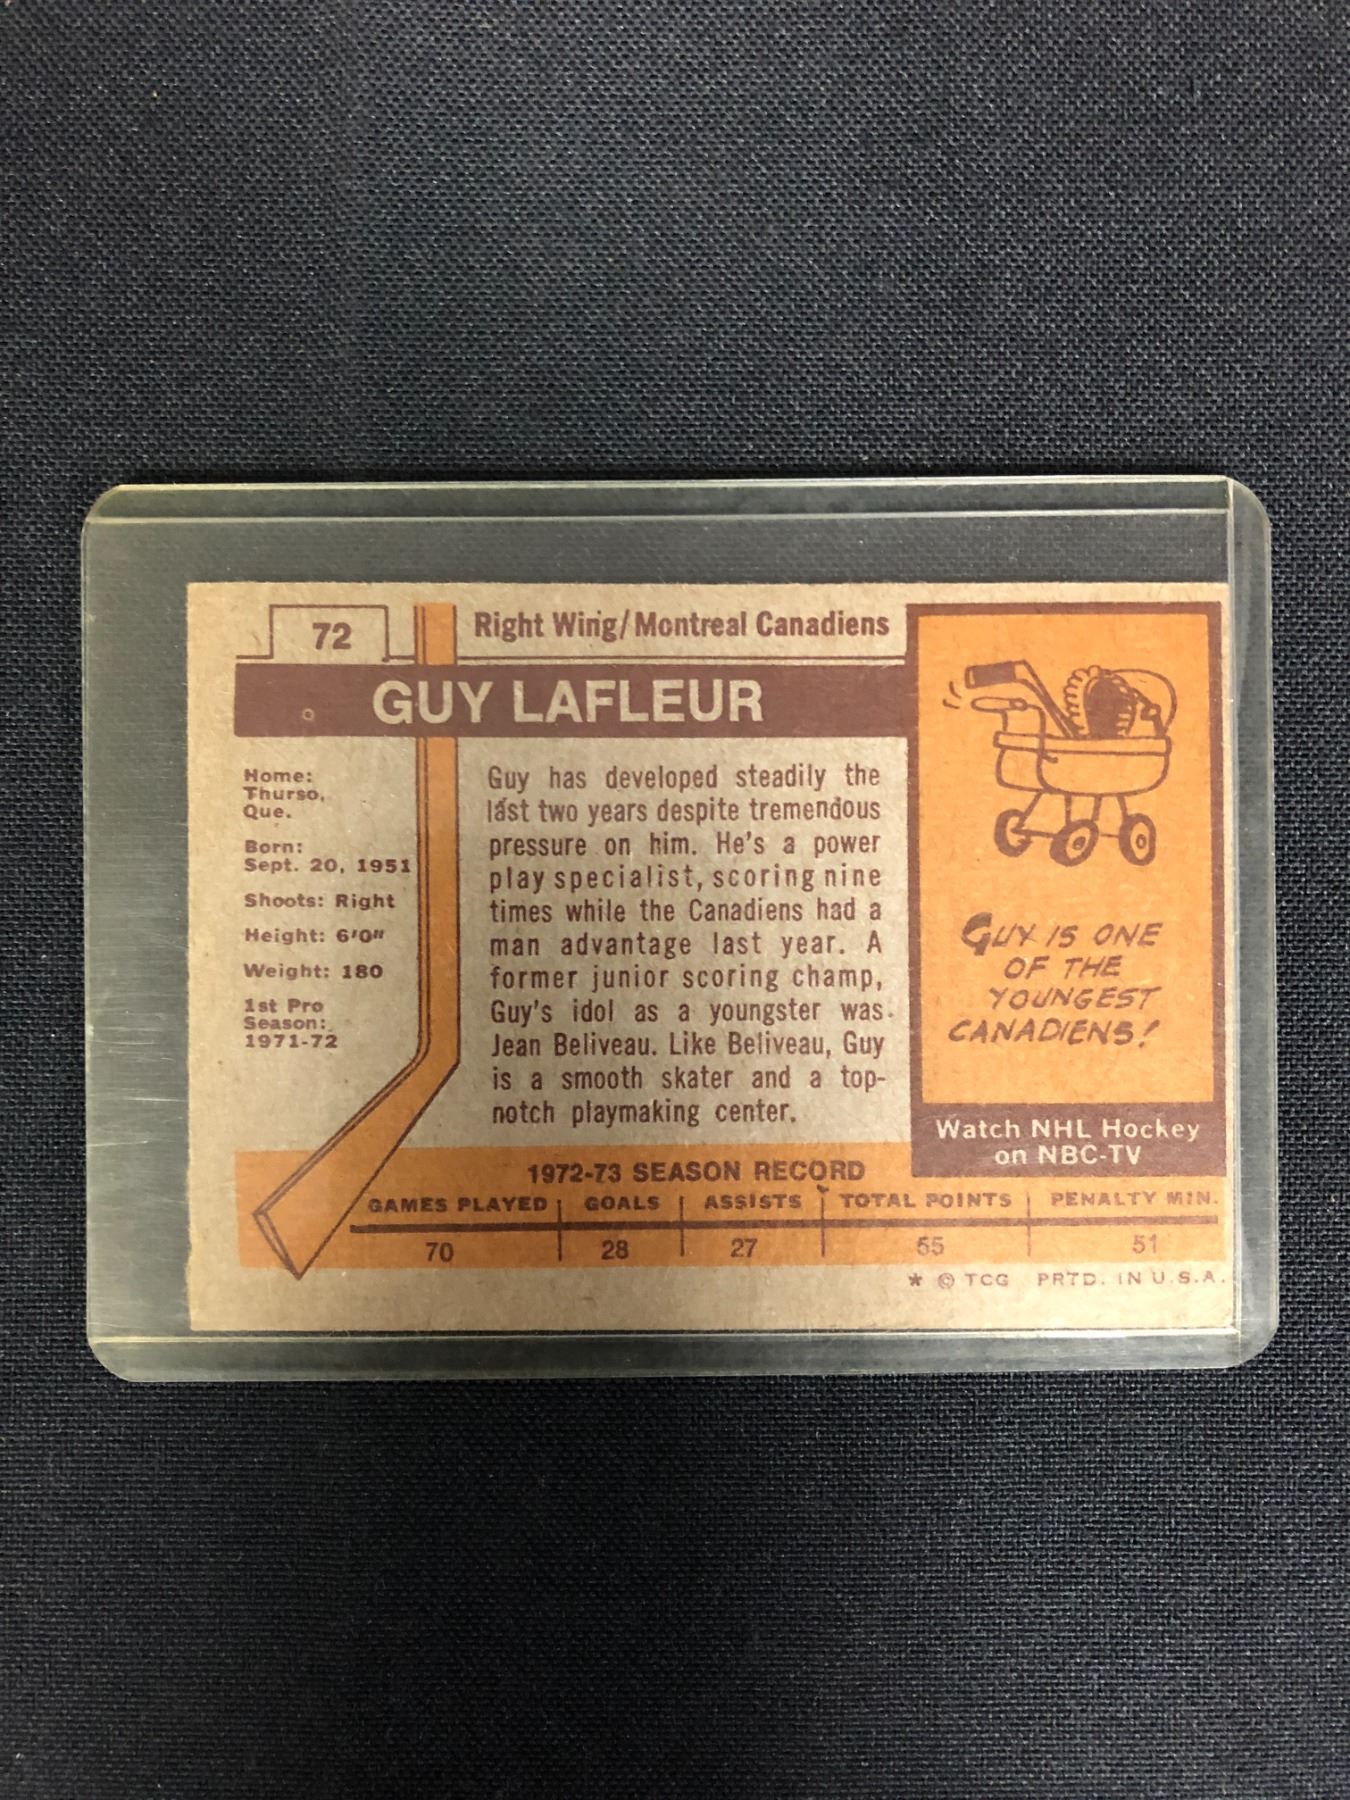 72
Right Wing/Montreal Canadiens
GUY LAFLEUR
Home:
Thurso,
Que.
Born:
Sept. 20, 1951
Shoots: Right
Height: 6'0"
Weight: 180
1st Pro
Season:
1971-72
Guy has developed steadily the
last two years despite tremendous
pressure on him. He's a power
play specialist, scoring nine
times while the Canadiens had a
man advantage last year. A
former junior scoring champ,
Guy's idol as a youngster was
Jean Beliveau. Like Beliveau, Guy
is a smooth skater and a top-
notch playmaking center.
GUY IS ONE
OF THE
YOUNGEST
CANADIENS!
Watch NHL Hockey
on NBC-TV
1972-73 SEASON RECORD
GAMES PLAYED GOALS ASSISTS TOTAL POINTS PENALTY MIN.
70 28 27 55 51
* © TCG PRTD. IN U.S.A.